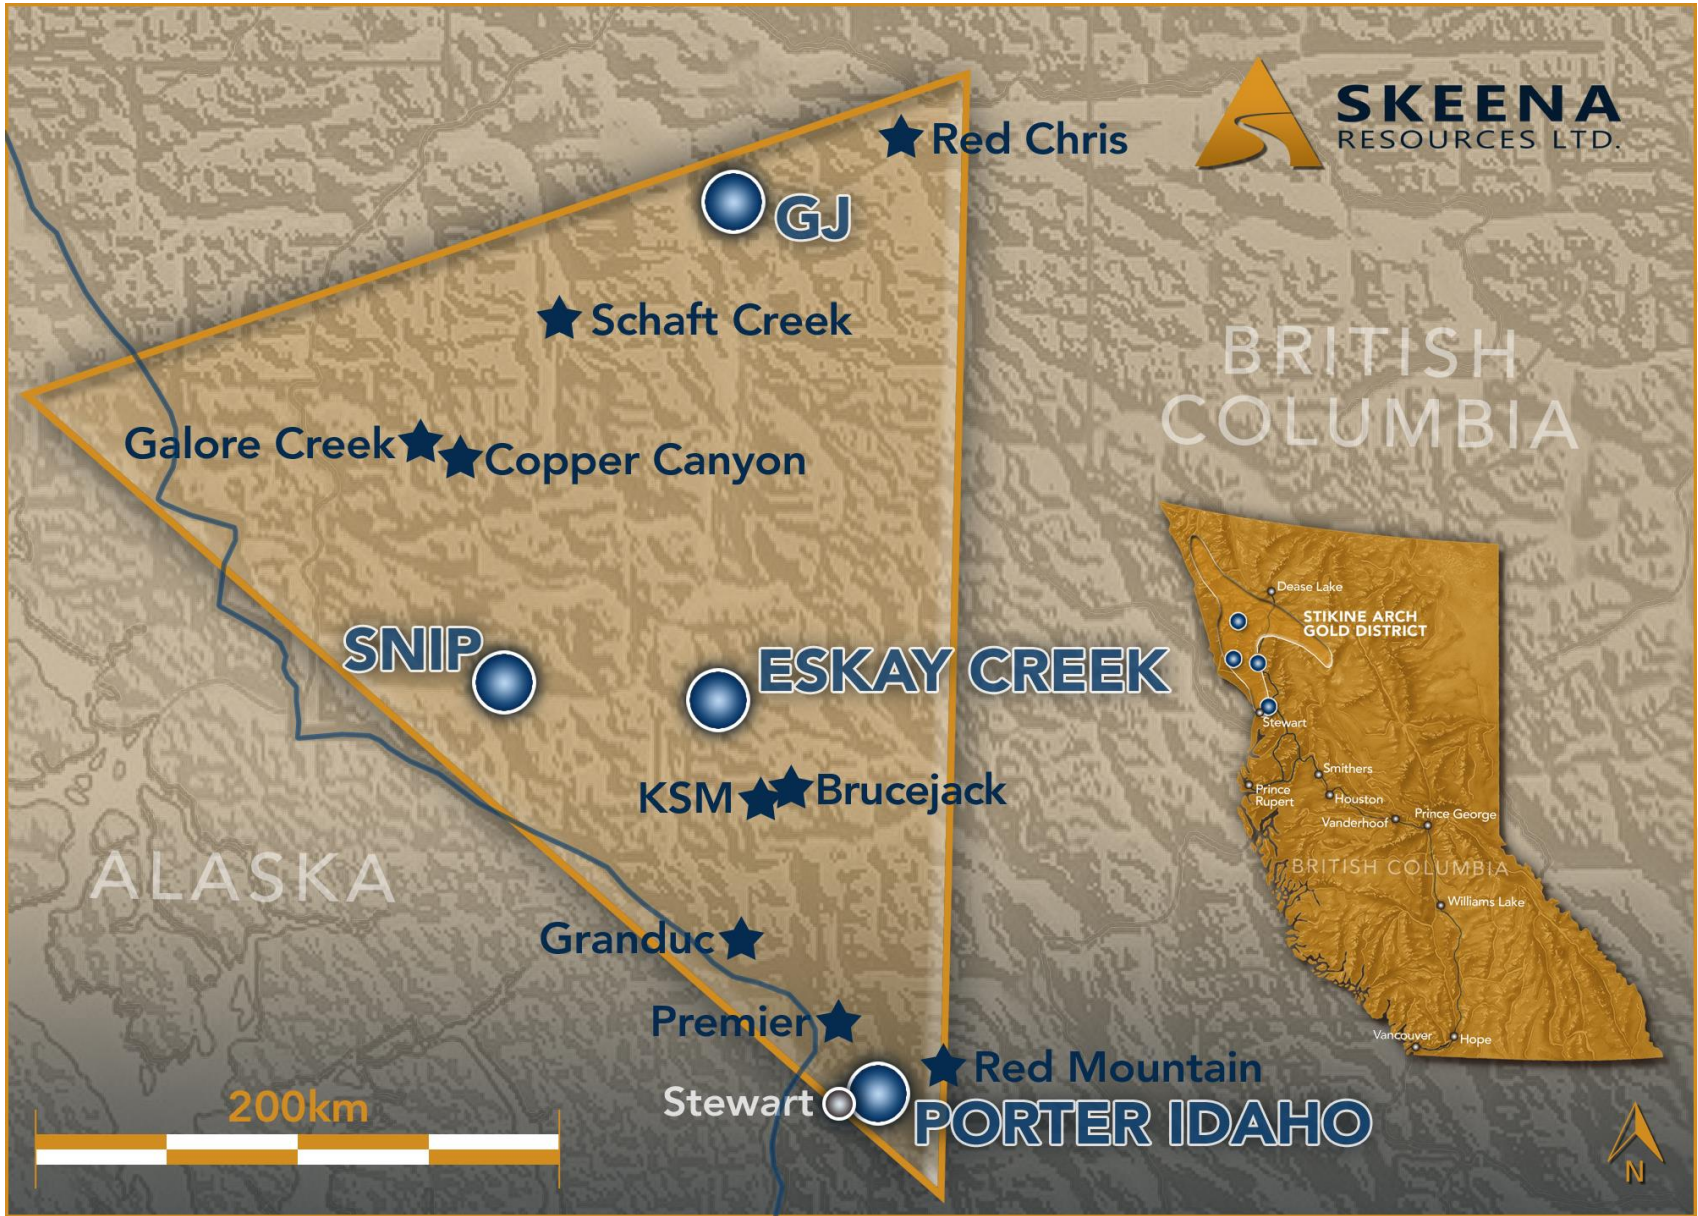 SKEENA
RESOURCES LTD.
Red Chris
GJ
Schaft Creek
BRITISH
COLUMBIA
Galore Creek
Copper Canyon
Dease Lake
STIKINE ARCH
GOLD DISTRICT
SNIP
ESKAY CREEK
Stewart
Smithers
Prince
Rupert
Houston
KSM
Brucejack
Vanderhoof
Prince George
BRITISH COLUMBIA
ALASKA
Williams Lake
Granduc
Premier
Vancouver
Hope
Red Mountain
Stewart
PORTER IDAHO
200km
N